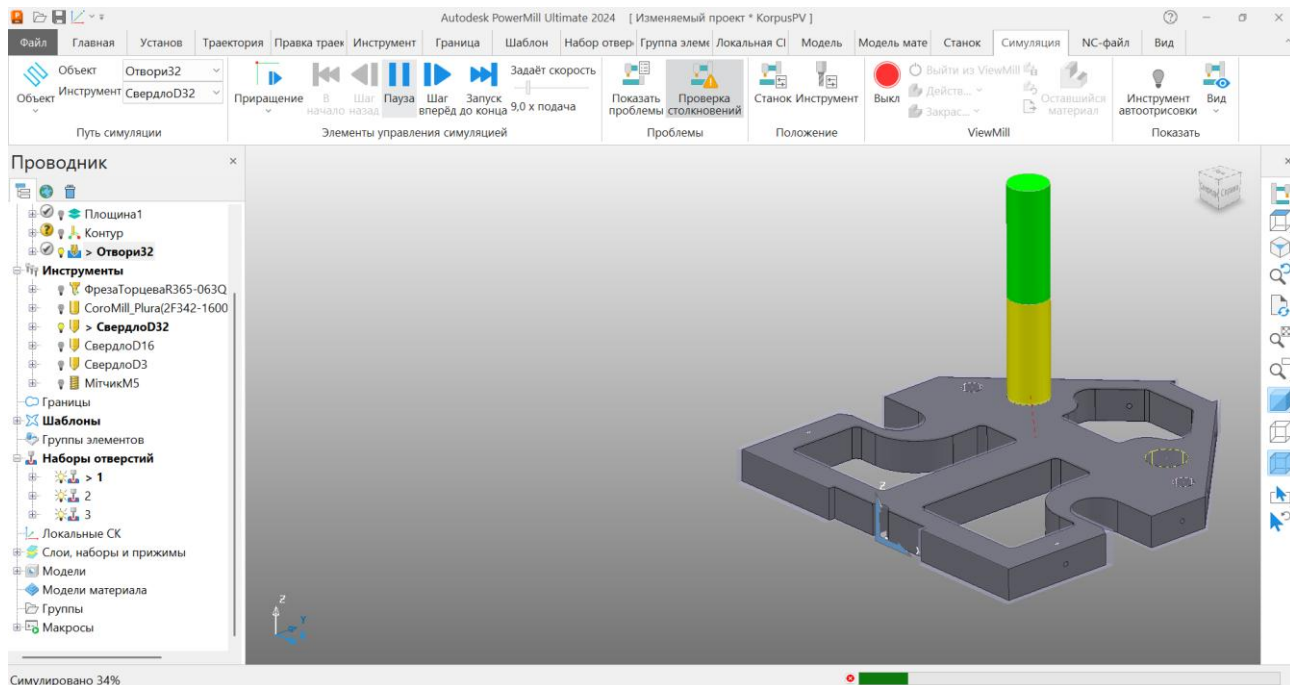 Autodesk PowerMill Ultimate 2024 [ Изменяемый проект * KorpusPV ]
Файл Главная Установ Траектория Правка траек Инструмент Граница Шаблон Набор отвер Группа элеме Локальная СІ Модель Модель мате Станок Симуляция NC-файл Вид
Объект
Объект Отвори32
Инструмент СвердлоD32
Путь симуляции
Приращение
В начало
Шаг назад
Пауза
Шаг вперёд
Запуск до конца
Задаёт скорость
9,0 x подача
Элементы управления симуляцией
Показать проблемы
Проверка столкновений
Проблемы
Станок Инструмент
Положение
Выкл
Выйти из ViewMill
Действ...
Закрас...
Оставшийся материал
ViewMill
Инструмент автоотрисовки
Вид
Показать
Проводник
Площина1
Контур
> Отвори32
Инструменты
ФрезаТорцеваR365-063Q
CoroMill_Plura(2F342-1600
> СвердлоD32
СвердлоD16
СвердлоD3
МітчикМ5
Границы
Шаблоны
Группы элементов
Наборы отверстий
> 1
2
3
Локальные СК
Слои, наборы и прижимы
Модели
Модели материала
Группы
Макросы
Z
Z
Y
Симулировано 34%